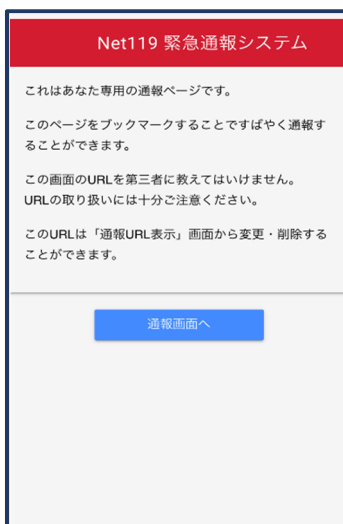 Net119 緊急通報システム
これはあなた専用の通報ページです。
このページをブックマークすることですばやく通報す
ることができます。
この画面のURLを第三者に教えてはいけません。
URLの取り扱いには十分ご注意ください。
このURLは「通報URL表示」画面から変更・削除する
ことができます。
通報画面へ